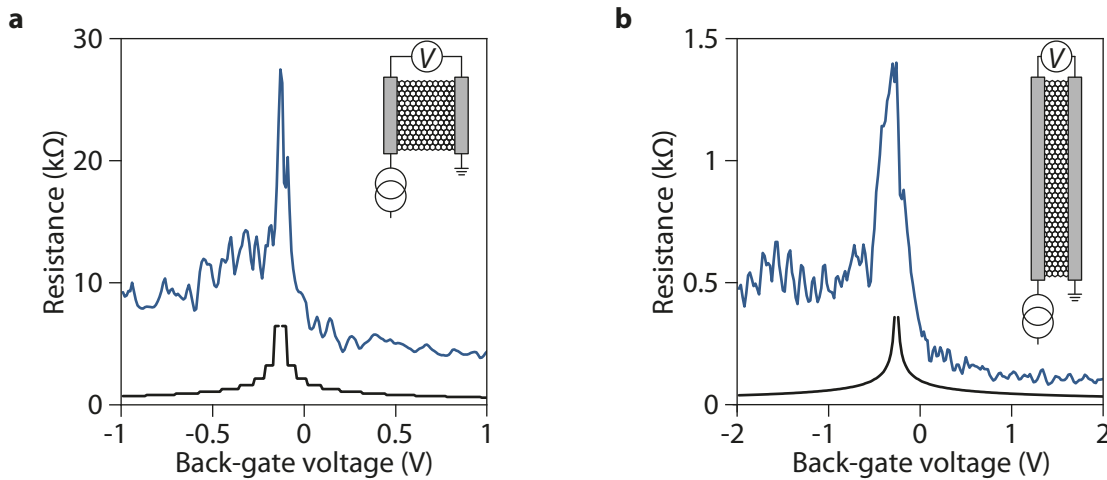 a
30
20
10
0
Resistance (kΩ)
-1
-0.5
0
0.5
1
Back-gate voltage (V)
V
b
1.5
1
0.5
0
Resistance (kΩ)
-2
-1
0
1
2
Back-gate voltage (V)
V